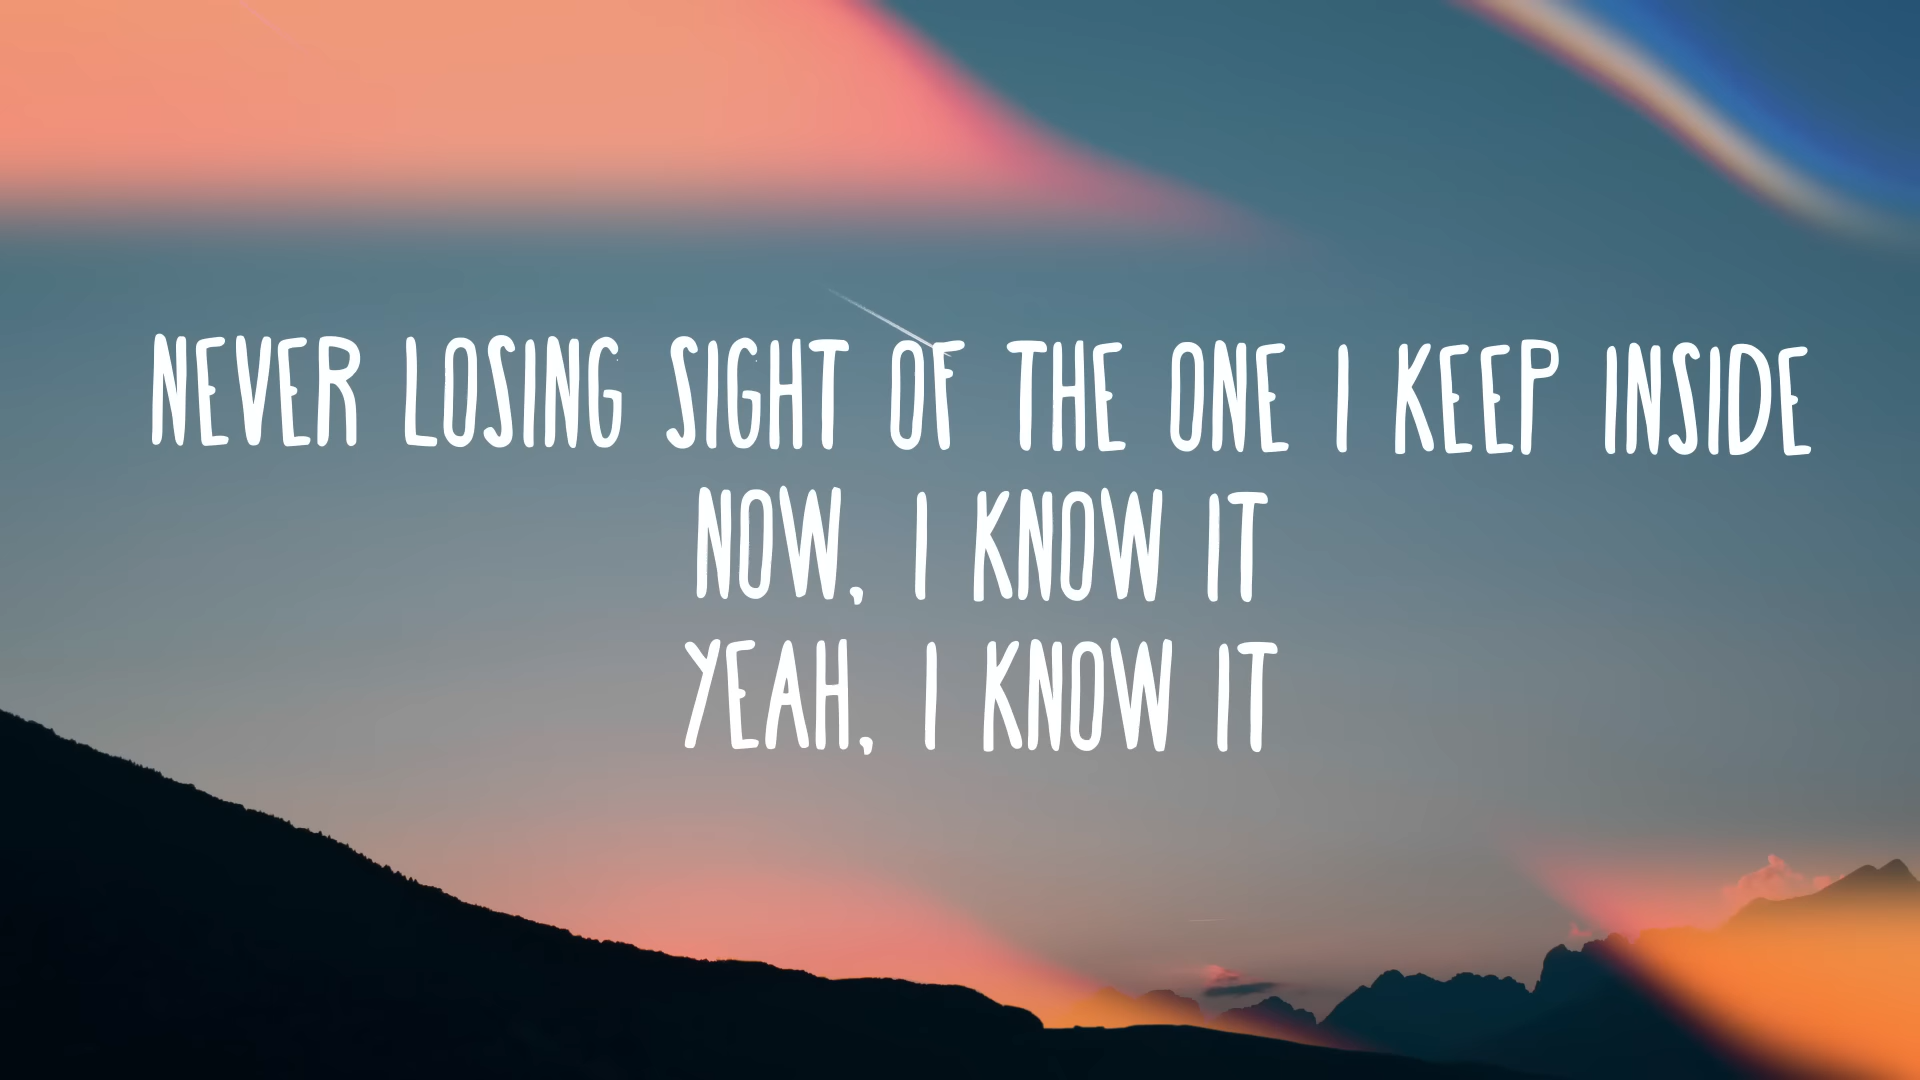 NEVER LOSING SIGHT OF THE ONE I KEEP INSIDE
NOW, I KNOW IT
YEAH, I KNOW IT